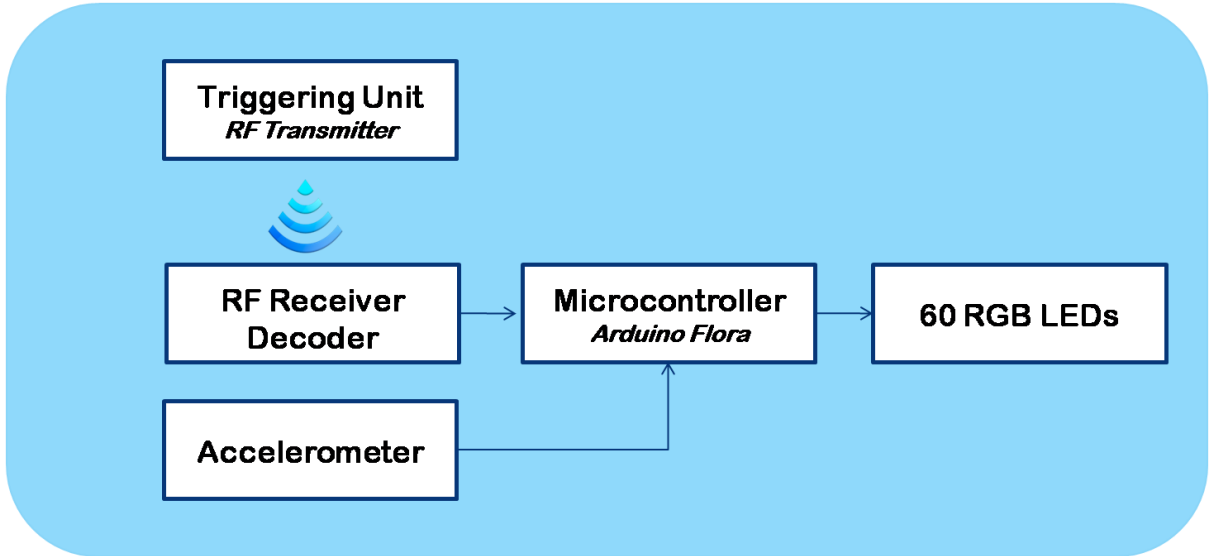 Triggering Unit
RF Transmitter
RF Receiver
Decoder
Microcontroller
Arduino Flora
60 RGB LEDs
Accelerometer